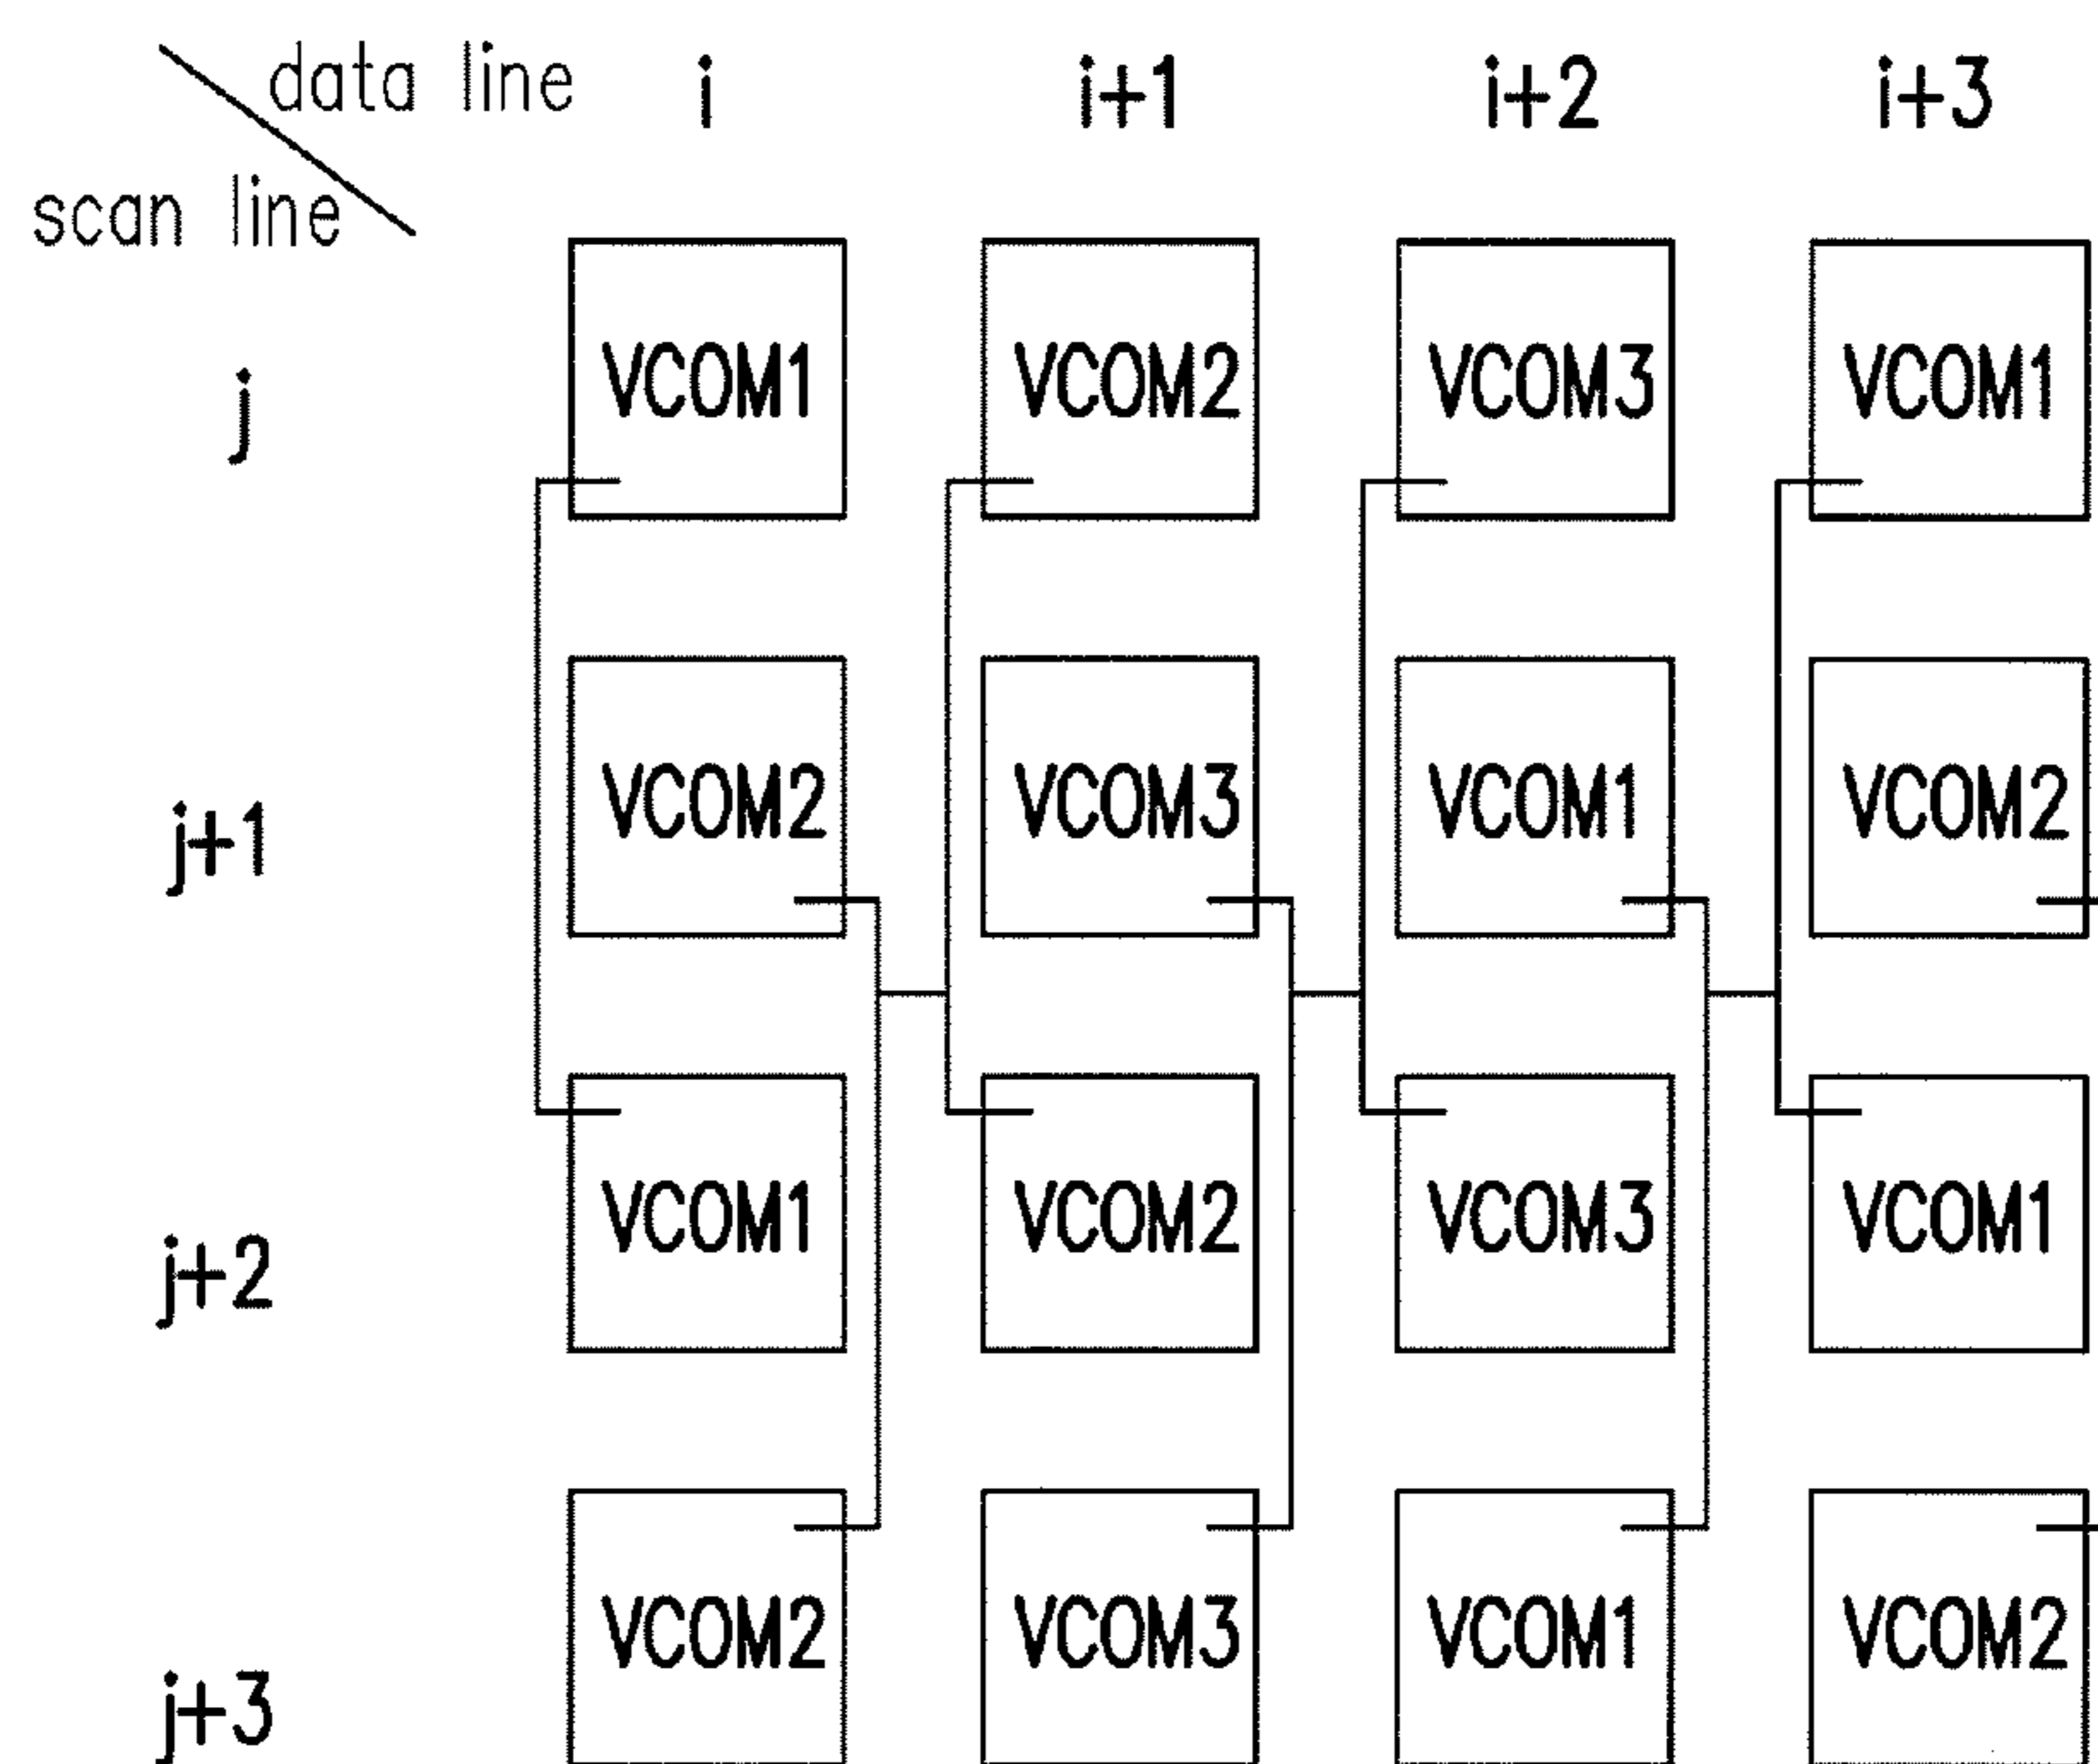 data line i i+1 i+2 i+3
scan line
j VCOM1 VCOM2 VCOM3 VCOM1
j+1 VCOM2 VCOM3 VCOM1 VCOM2
j+2 VCOM1 VCOM2 VCOM3 VCOM1
j+3 VCOM2 VCOM3 VCOM1 VCOM2